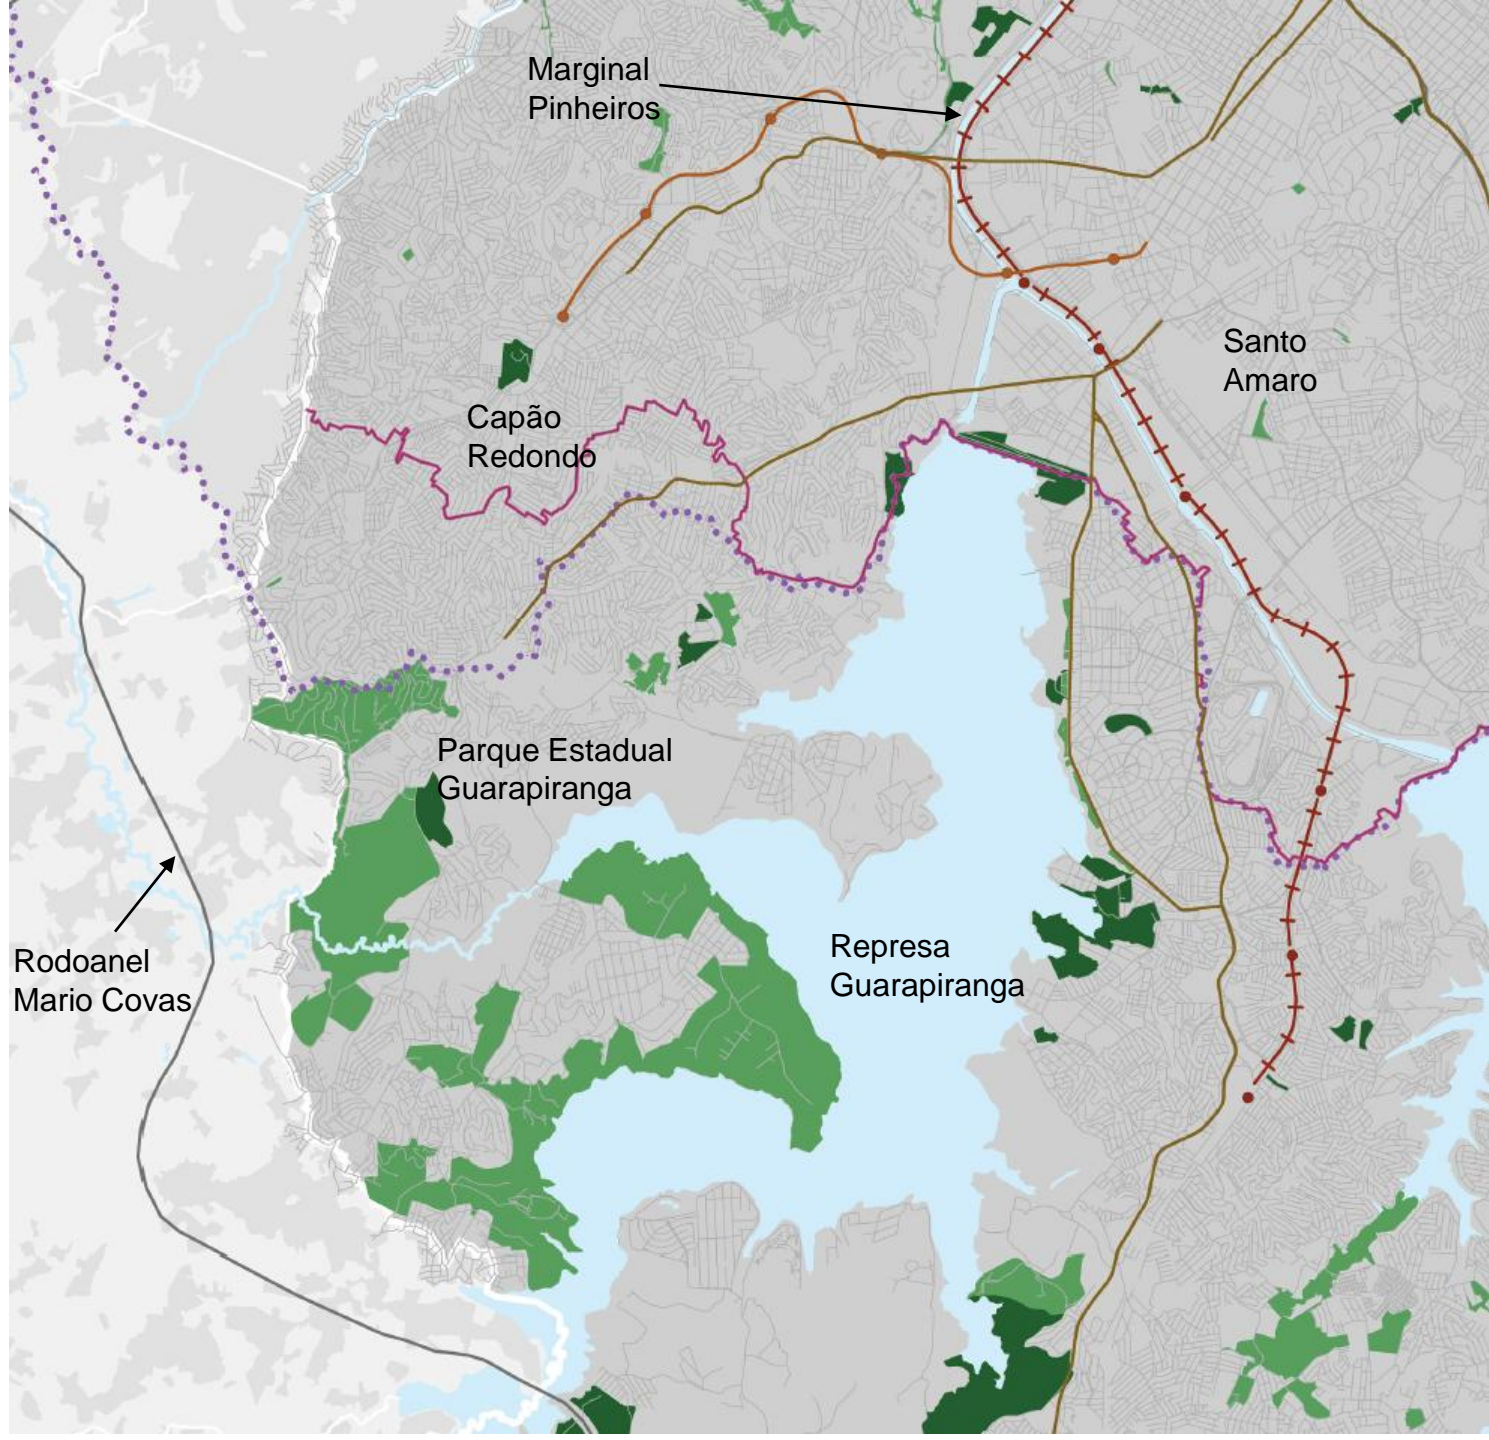 Marginal
Pinheiros
Santo
Amaro
Capão
Redondo
Parque Estadual
Guarapiranga
Represa
Guarapiranga
Rodoanel
Mario Covas